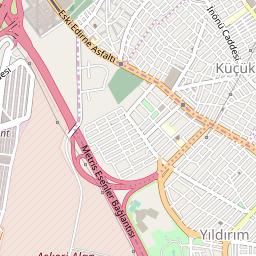 Eski Edirne Asfaltı
İnönü Caddesi
Küçük
Metris Esenler Bağlantısı
Yıldırım
Askeri Alan